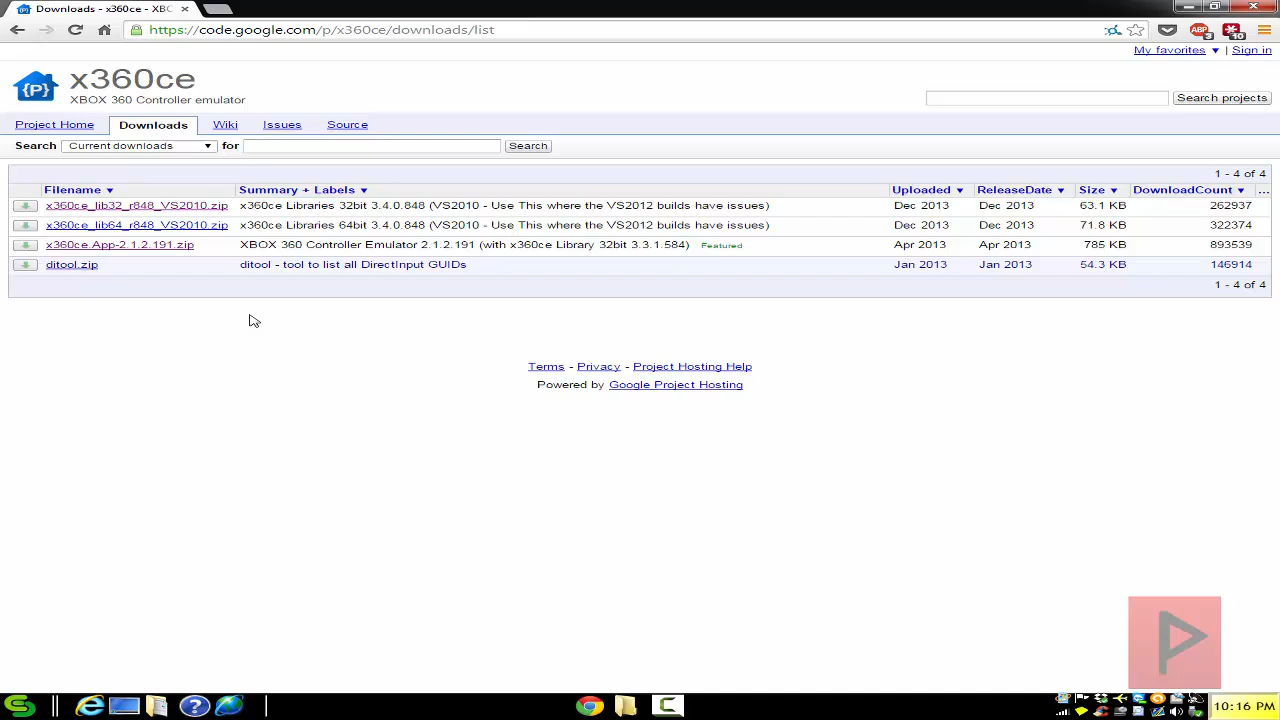 Downloads - x360ce - XBC
https://code.google.com/p/x360ce/downloads/list
3
10
My favorites ▼ | Sign in
{P}
x360ce
XBOX 360 Controller emulator
Search projects
Project Home
Downloads
Wiki
Issues
Source
Search
Current downloads
for
Search
1 - 4 of 4
Filename ▼ Summary + Labels ▼ Uploaded ▼ ReleaseDate ▼ Size ▼ DownloadCount ▼ ...
x360ce_lib32_r848_VS2010.zip x360ce Libraries 32bit 3.4.0.848 (VS2010 - Use This where the VS2012 builds have issues) Dec 2013 Dec 2013 63.1 KB 262937
x360ce_lib64_r848_VS2010.zip x360ce Libraries 64bit 3.4.0.848 (VS2010 - Use This where the VS2012 builds have issues) Dec 2013 Dec 2013 71.8 KB 322374
x360ce.App-2.1.2.191.zip XBOX 360 Controller Emulator 2.1.2.191 (with x360ce Library 32bit 3.3.1.584) Featured Apr 2013 Apr 2013 785 KB 893539
ditool.zip ditool - tool to list all DirectInput GUIDs Jan 2013 Jan 2013 54.3 KB 146914
1 - 4 of 4
Terms - Privacy - Project Hosting Help
Powered by Google Project Hosting
10:16 PM